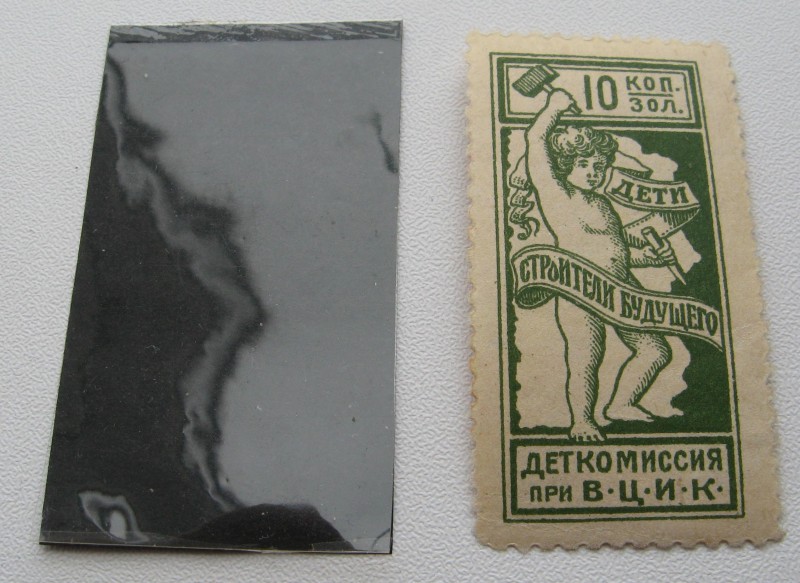 10 КОП.
ЗОЛ.
ДЕТИ
СТРОИТЕЛИ БУДУЩЕГО
ДЕТКОМИССИЯ
ПРИ В.Ц.И.К.